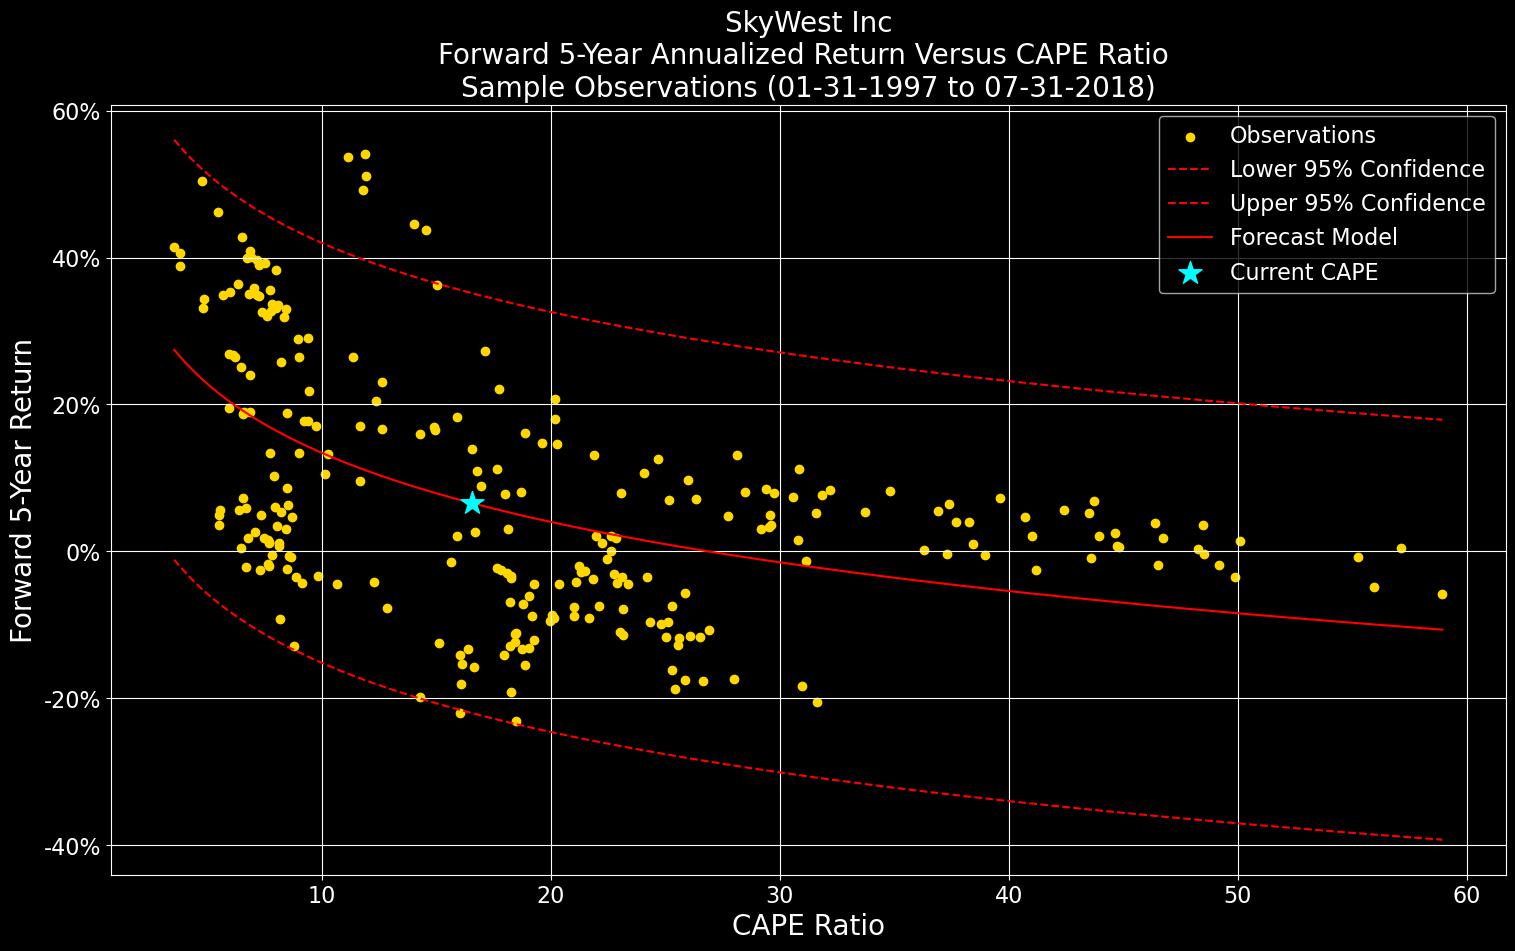 SkyWest Inc
Forward 5-Year Annualized Return Versus CAPE Ratio
Sample Observations (01-31-1997 to 07-31-2018)
Observations
Lower 95% Confidence
Upper 95% Confidence
Forecast Model
Current CAPE
Forward 5-Year Return
60%
40%
20%
0%
-20%
-40%
10 20 30 40 50 60
CAPE Ratio